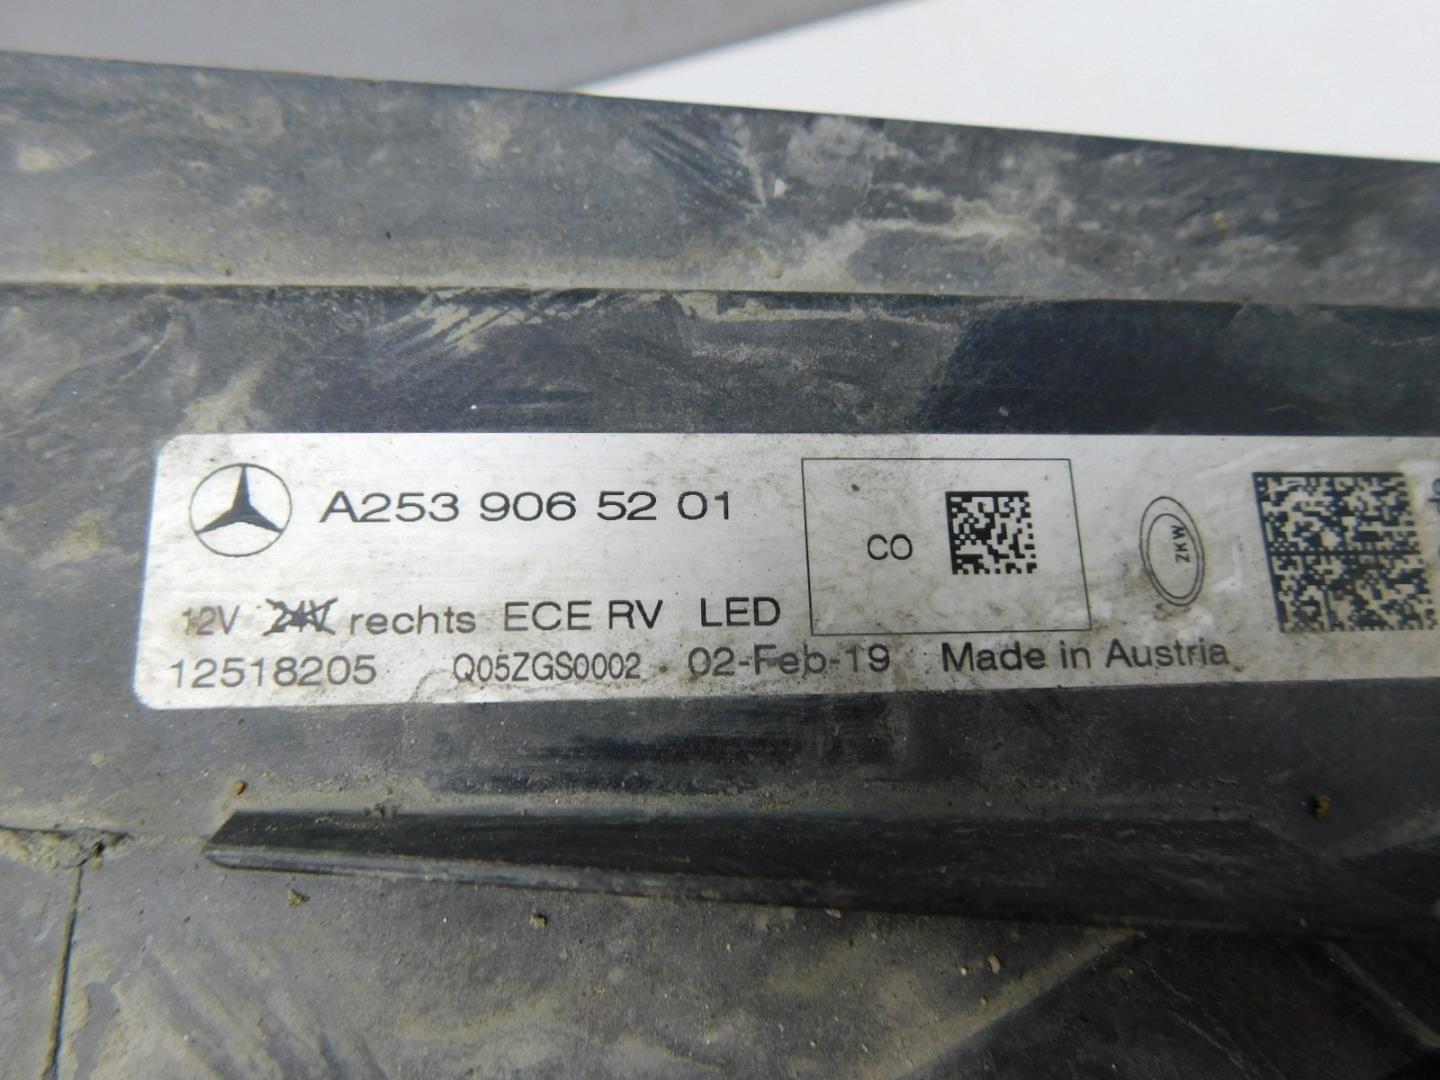 A253 906 52 01
CO
ZKW
12V 24V rechts ECE RV LED
12518205 Q05ZGS0002 02-Feb-19 Made in Austria